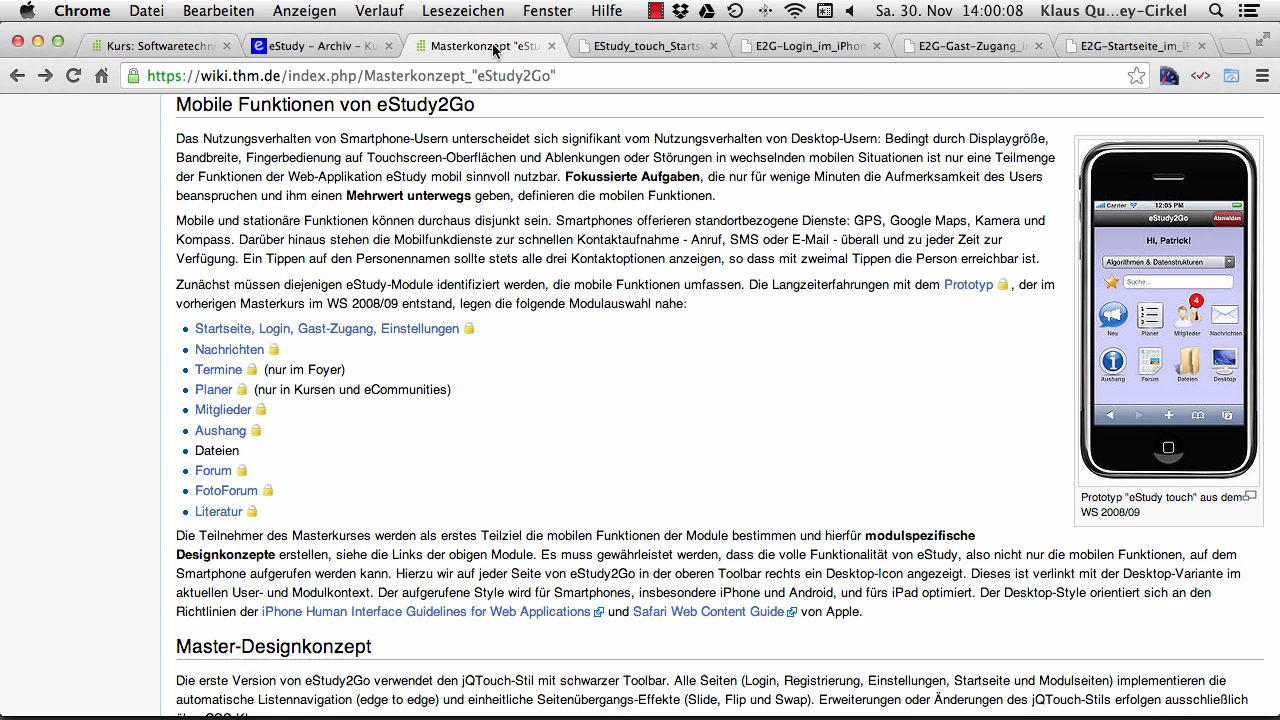 Chrome Datei Bearbeiten Anzeigen Verlauf Lesezeichen Fenster Hilfe Sa. 30. Nov 14:00:08 Klaus Qu...ey-Cirkel
Kurs: Softwaretechn eStudy – Archiv – Ku Masterkonzept "eStu EStudy_touch_Starts E2G-Login_im_iPhon E2G-Gast-Zugang_i E2G-Startseite_im_i
https://wiki.thm.de/index.php/Masterkonzept_"eStudy2Go"
Mobile Funktionen von eStudy2Go
Das Nutzungsverhalten von Smartphone-Usern unterscheidet sich signifikant vom Nutzungsverhalten von Desktop-Usern: Bedingt durch Displaygröße,
Bandbreite, Fingerbedienung auf Touchscreen-Oberflächen und Ablenkungen oder Störungen in wechselnden mobilen Situationen ist nur eine Teilmenge
der Funktionen der Web-Applikation eStudy mobil sinnvoll nutzbar. Fokussierte Aufgaben, die nur für wenige Minuten die Aufmerksamkeit des Users
beanspruchen und ihm einen Mehrwert unterwegs geben, definieren die mobilen Funktionen.
Mobile und stationäre Funktionen können durchaus disjunkt sein. Smartphones offerieren standortbezogene Dienste: GPS, Google Maps, Kamera und
Kompass. Darüber hinaus stehen die Mobilfunkdienste zur schnellen Kontaktaufnahme - Anruf, SMS oder E-Mail - überall und zu jeder Zeit zur
Verfügung. Ein Tippen auf den Personennamen sollte stets alle drei Kontaktoptionen anzeigen, so dass mit zweimal Tippen die Person erreichbar ist.
Zunächst müssen diejenigen eStudy-Module identifiziert werden, die mobile Funktionen umfassen. Die Langzeiterfahrungen mit dem Prototyp , der im
vorherigen Masterkurs im WS 2008/09 entstand, legen die folgende Modulauswahl nahe:
Startseite, Login, Gast-Zugang, Einstellungen
Nachrichten
Termine (nur im Foyer)
Planer (nur in Kursen und eCommunities)
Mitglieder
Aushang
Dateien
Forum
FotoForum
Literatur
Carrier 12:05 PM
eStudy2Go Abmelden
Hi, Patrick!
Algorithmen & Datenstrukturen
Suche...
4
Neu Planer Mitglieder Nachrichten
Aushang Forum Dateien Desktop
Prototyp "eStudy touch" aus dem
WS 2008/09
Die Teilnehmer des Masterkurses werden als erstes Teilziel die mobilen Funktionen der Module bestimmen und hierfür modulspezifische
Designkonzepte erstellen, siehe die Links der obigen Module. Es muss gewährleistet werden, dass die volle Funktionalität von eStudy, also nicht nur die mobilen Funktionen, auf dem
Smartphone aufgerufen werden kann. Hierzu wir auf jeder Seite von eStudy2Go in der oberen Toolbar rechts ein Desktop-Icon angezeigt. Dieses ist verlinkt mit der Desktop-Variante im
aktuellen User- und Modulkontext. Der aufgerufene Style wird für Smartphones, insbesondere iPhone und Android, und fürs iPad optimiert. Der Desktop-Style orientiert sich an den
Richtlinien der iPhone Human Interface Guidelines for Web Applications und Safari Web Content Guide von Apple.
Master-Designkonzept
Die erste Version von eStudy2Go verwendet den jQTouch-Stil mit schwarzer Toolbar. Alle Seiten (Login, Registrierung, Einstellungen, Startseite und Modulseiten) implementieren die
automatische Listennavigation (edge to edge) und einheitliche Seitenübergangs-Effekte (Slide, Flip und Swap). Erweiterungen oder Änderungen des jQTouch-Stils erfolgen ausschließlich